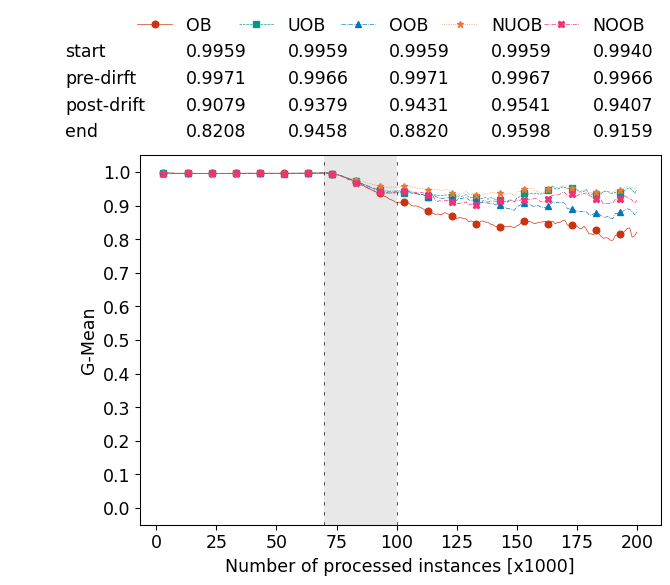 OB UOB OOB NUOB NOOB
start 0.9959 0.9959 0.9959 0.9959 0.9940
pre-dirft 0.9971 0.9966 0.9971 0.9967 0.9966
post-drift 0.9079 0.9379 0.9431 0.9541 0.9407
end 0.8208 0.9458 0.8820 0.9598 0.9159
1.0
0.9
0.8
0.7
0.6
0.5
0.4
0.3
0.2
0.1
0.0
G-Mean
0 25 50 75 100 125 150 175 200
Number of processed instances [x1000]